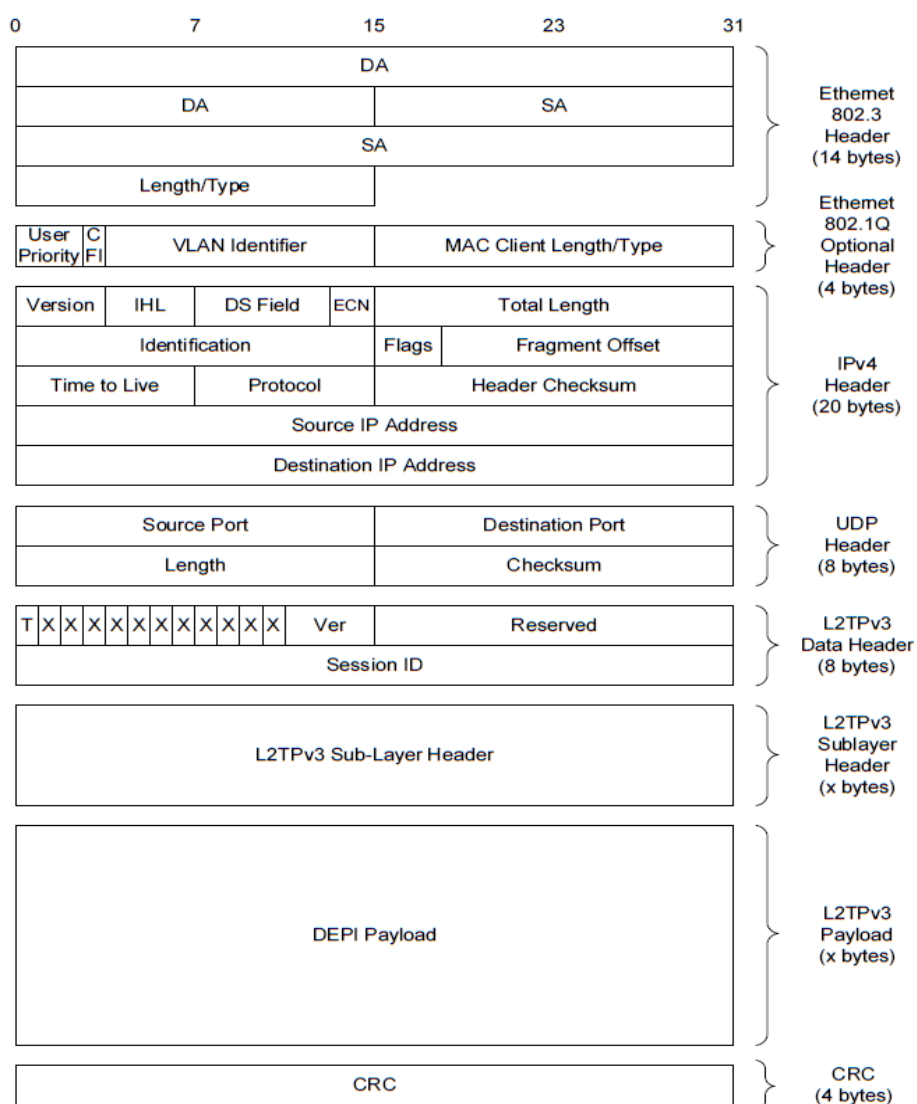 0 7 15 23 31
DA
DA SA
SA
Length/Type
Ethernet
802.3
Header
(14 bytes)
User
Priority
C
FI
VLAN Identifier
MAC Client Length/Type
Ethernet
802.1Q
Optional
Header
(4 bytes)
Version IHL DS Field ECN Total Length
Identification Flags Fragment Offset
Time to Live Protocol Header Checksum
Source IP Address
Destination IP Address
IPv4
Header
(20 bytes)
Source Port Destination Port
Length Checksum
UDP
Header
(8 bytes)
T X X X X X X X X X X X Ver Reserved
Session ID
L2TPv3
Data Header
(8 bytes)
L2TPv3 Sub-Layer Header
L2TPv3
Sublayer
Header
(x bytes)
DEPI Payload
L2TPv3
Payload
(x bytes)
CRC
CRC
(4 bytes)